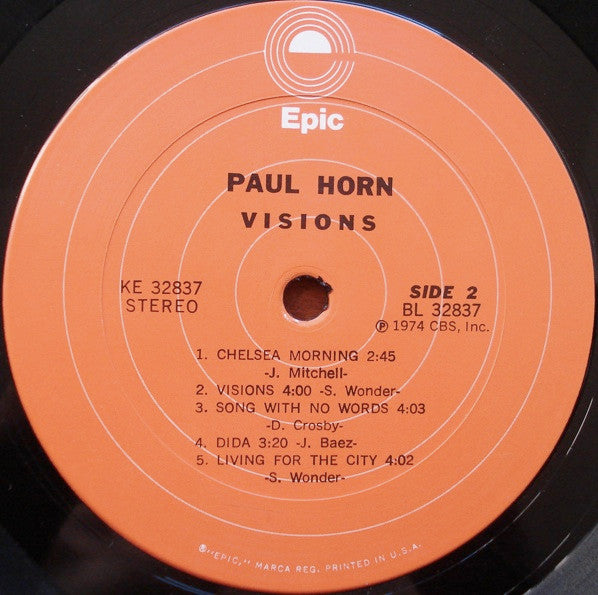 Epic
PAUL HORN
VISIONS
KE 32837
STEREO
SIDE 2
BL 32837
Ⓟ 1974 CBS, Inc.
1. CHELSEA MORNING 2:45
-J. Mitchell-
2. VISIONS 4:00 -S. Wonder-
3. SONG WITH NO WORDS 4:03
-D. Crosby-
4. DIDA 3:20 -J. Baez-
5. LIVING FOR THE CITY 4:02
-S. Wonder-
®"EPIC," MARCA REG. PRINTED IN U.S.A.